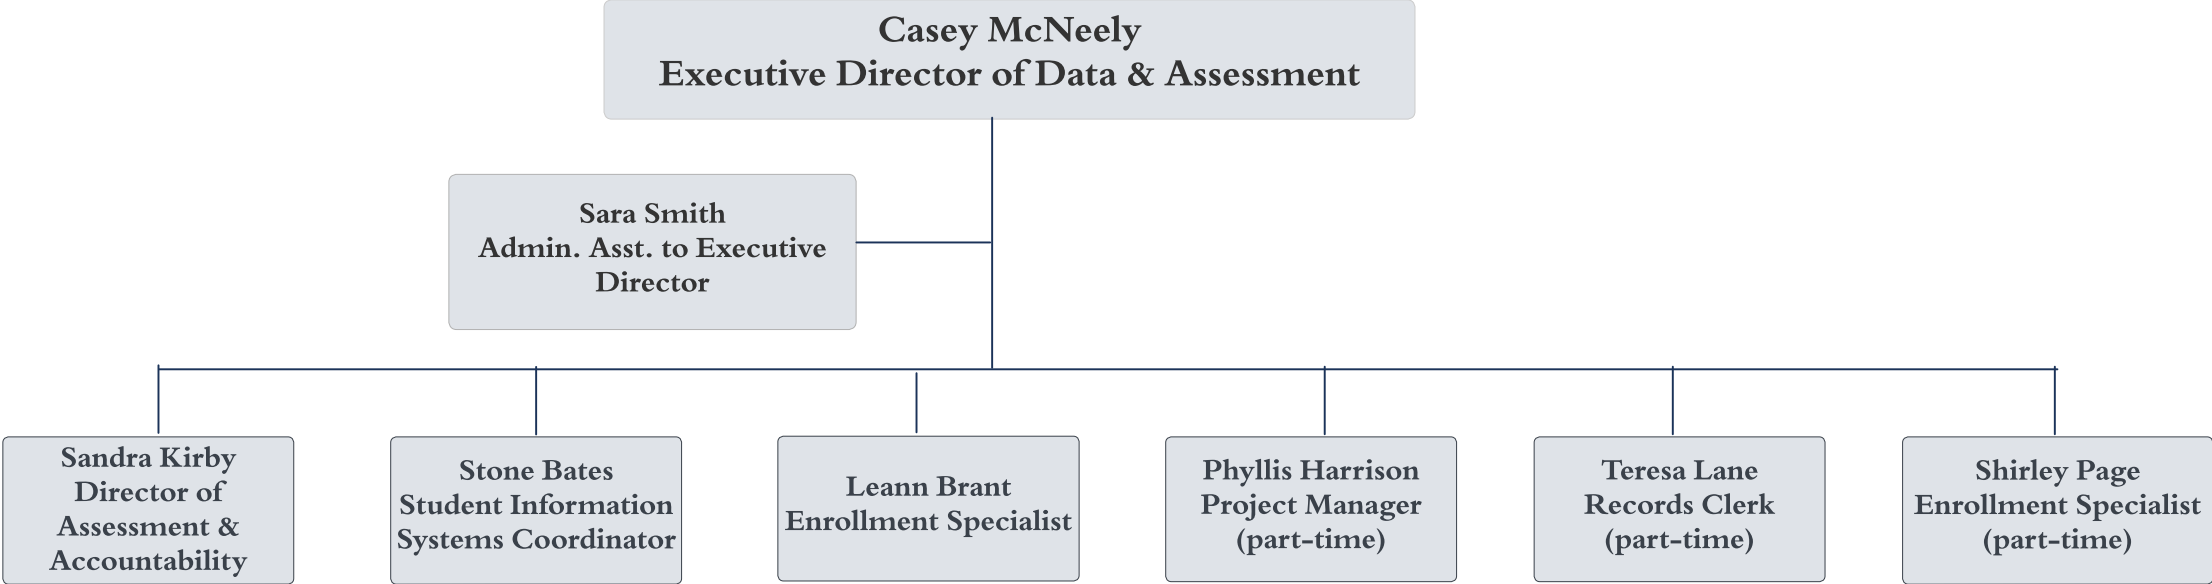 Casey McNeely
Executive Director of Data & Assessment
Sara Smith
Admin. Asst. to Executive
Director
Sandra Kirby
Director of
Assessment &
Accountability
Stone Bates
Student Information
Systems Coordinator
Leann Brant
Enrollment Specialist
Phyllis Harrison
Project Manager
(part-time)
Teresa Lane
Records Clerk
(part-time)
Shirley Page
Enrollment Specialist
(part-time)